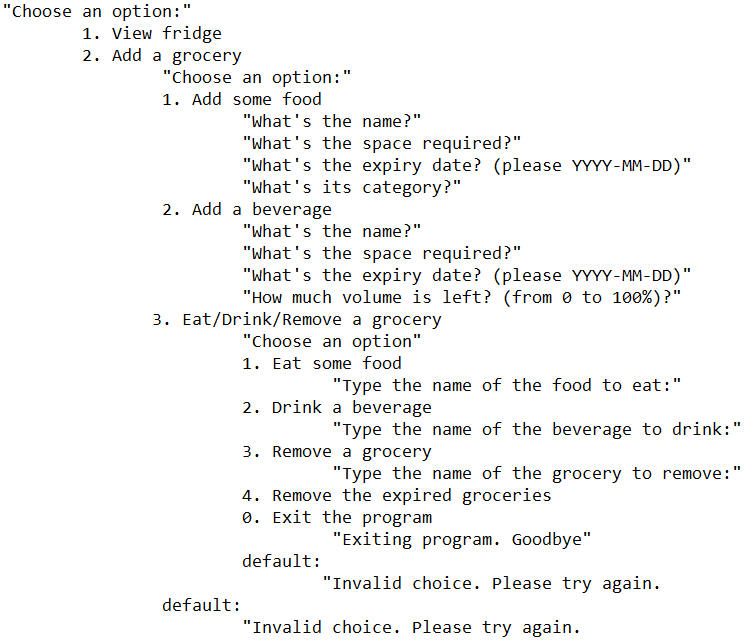 "Choose an option:"
1. View fridge
2. Add a grocery
"Choose an option:"
1. Add some food
"What's the name?"
"What's the space required?"
"What's the expiry date? (please YYYY-MM-DD)"
"What's its category?"
2. Add a beverage
"What's the name?"
"What's the space required?"
"What's the expiry date? (please YYYY-MM-DD)"
"How much volume is left? (from 0 to 100%)?"
3. Eat/Drink/Remove a grocery
"Choose an option"
1. Eat some food
"Type the name of the food to eat:"
2. Drink a beverage
"Type the name of the beverage to drink:"
3. Remove a grocery
"Type the name of the grocery to remove:"
4. Remove the expired groceries
0. Exit the program
"Exiting program. Goodbye"
default:
"Invalid choice. Please try again.
default:
"Invalid choice. Please try again.